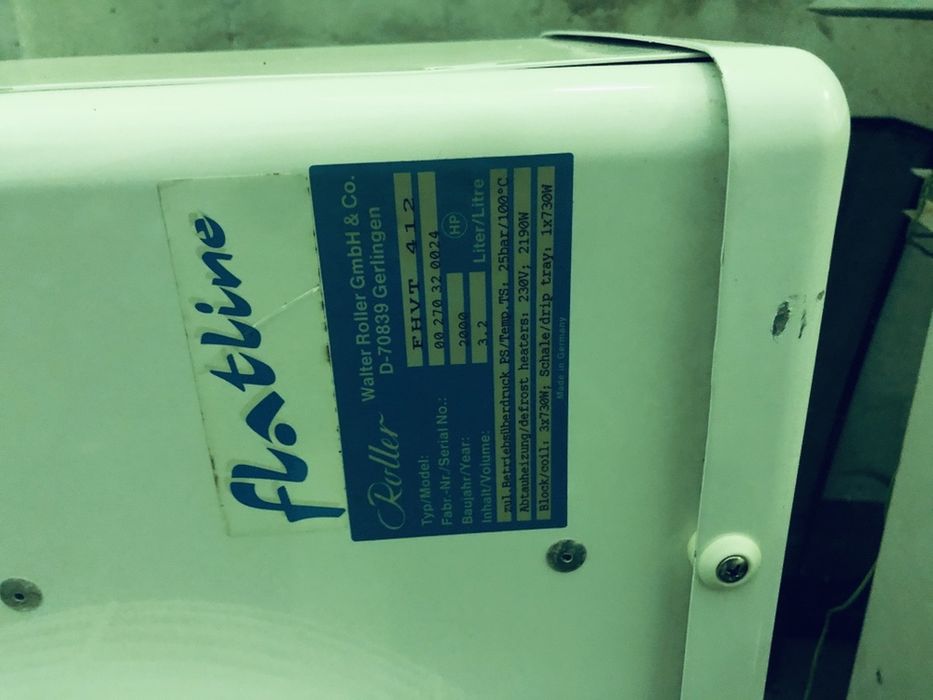 flatline
Roller Walter Roller GmbH & Co.
D-70839 Gerlingen
Typ/Model: FHVT 412
Fabr.-Nr./Serial No.: 00 270 32 0024
Baujahr/Year: 2000 HP
Inhalt/Volume: 3.2 Liter/Litre
zul.Betriebsüberdruck PS/Temp.TS: 25bar/100°C
Abtauheizung/defrost heaters: 230V; 2190W
Block/coil: 3x730W; Schale/drip tray: 1x730W
Made in Germany